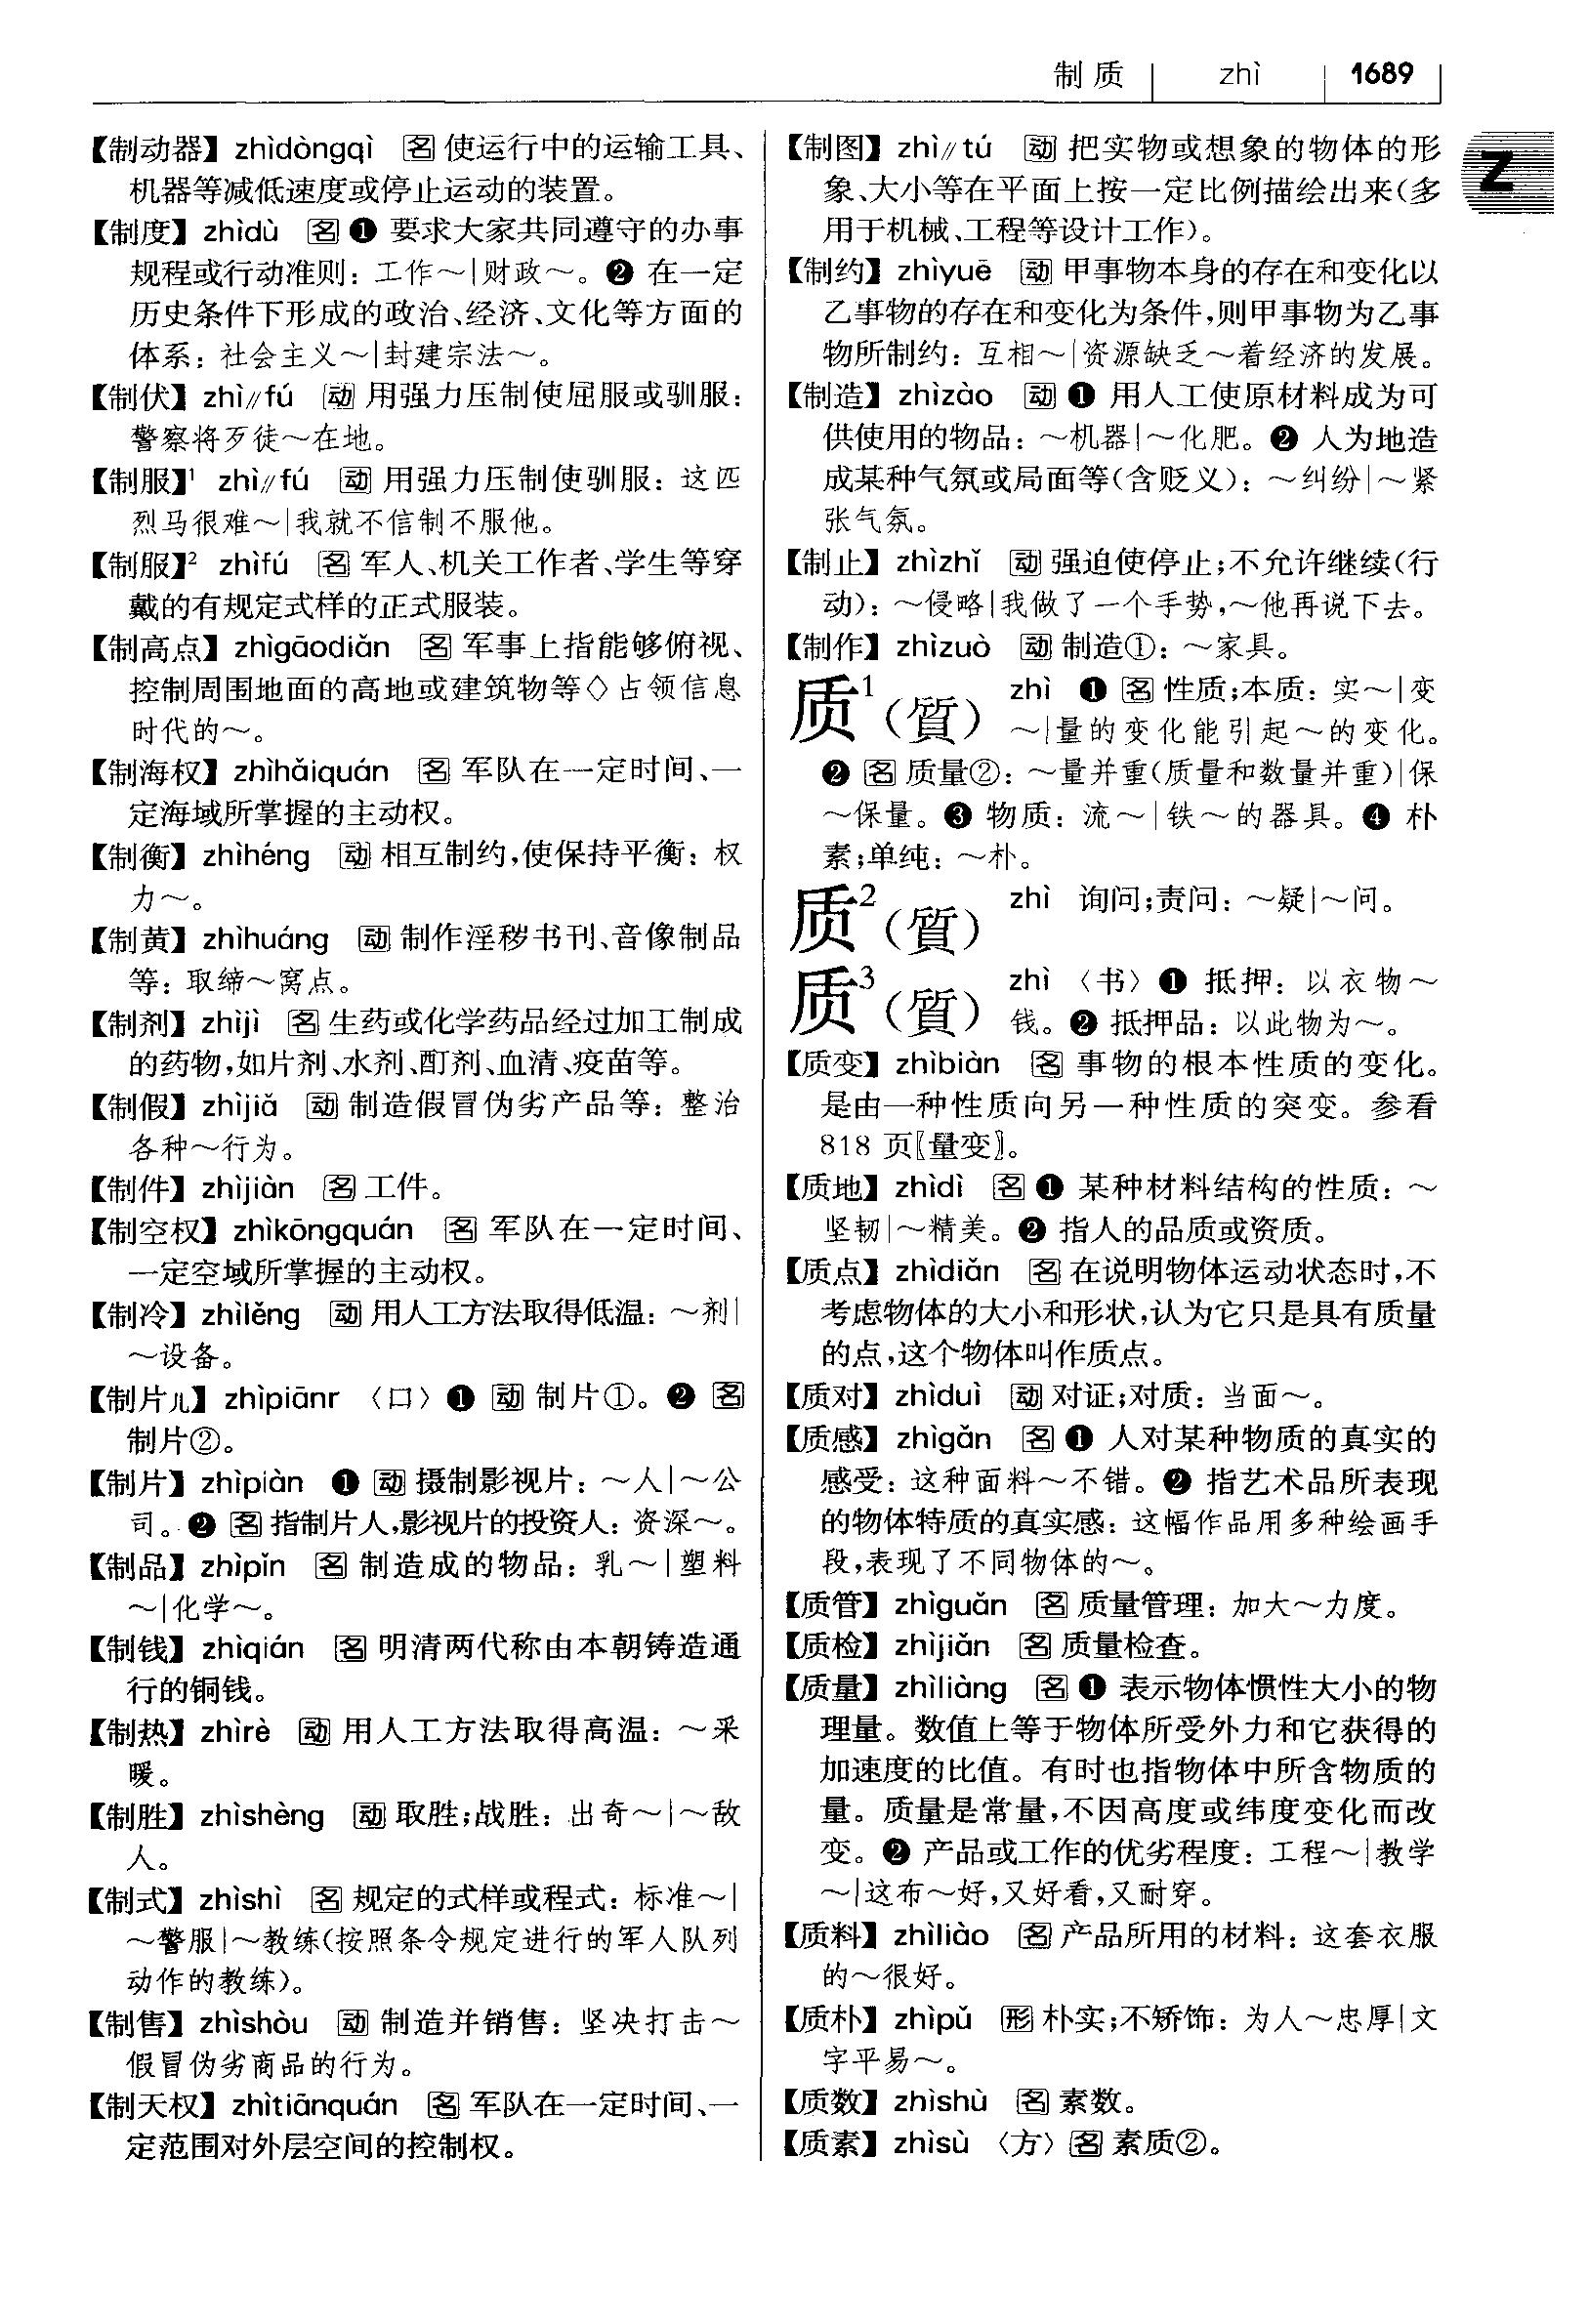 制 质 | zhì | 1689
Z
【制动器】 zhìdòngqì 名 使运行中的运输工具、
机器等减低速度或停止运动的装置。
【制度】 zhìdù 名 ❶ 要求大家共同遵守的办事
规程或行动准则：工作～|财政～。❷ 在一定
历史条件下形成的政治、经济、文化等方面的
体系：社会主义～|封建宗法～。
【制伏】 zhì//fú 动 用强力压制使屈服或驯服：
警察将歹徒～在地。
【制服】¹ zhì//fú 动 用强力压制使驯服：这匹
烈马很难～|我就不信制不服他。
【制服】² zhìfú 名 军人、机关工作者、学生等穿
戴的有规定式样的正式服装。
【制高点】 zhìgāodiǎn 名 军事上指能够俯视、
控制周围地面的高地或建筑物等◇占领信息
时代的～。
【制海权】 zhìhǎiquán 名 军队在一定时间、一
定海域所掌握的主动权。
【制衡】 zhìhéng 动 相互制约，使保持平衡：权
力～。
【制黄】 zhìhuáng 动 制作淫秽书刊、音像制品
等：取缔～窝点。
【制剂】 zhìjì 名 生药或化学药品经过加工制成
的药物，如片剂、水剂、酊剂、血清、疫苗等。
【制假】 zhìjiǎ 动 制造假冒伪劣产品等：整治
各种～行为。
【制件】 zhìjiàn 名 工件。
【制空权】 zhìkōngquán 名 军队在一定时间、
一定空域所掌握的主动权。
【制冷】 zhìlěng 动 用人工方法取得低温：～剂|
～设备。
【制片儿】 zhìpiānr 〈口〉❶ 动 制片①。❷ 名
制片②。
【制片】 zhìpiàn ❶ 动 摄制影视片：～人|～公
司。❷ 名 指制片人，影视片的投资人：资深～。
【制品】 zhìpǐn 名 制造成的物品：乳～|塑料
～|化学～。
【制钱】 zhìqián 名 明清两代称由本朝铸造通
行的铜钱。
【制热】 zhìrè 动 用人工方法取得高温：～采
暖。
【制胜】 zhìshèng 动 取胜；战胜：出奇～|～敌
人。
【制式】 zhìshì 名 规定的式样或程式：标准～|
～警服|～教练（按照条令规定进行的军人队列
动作的教练）。
【制售】 zhìshòu 动 制造并销售：坚决打击～
假冒伪劣商品的行为。
【制天权】 zhìtiānquán 名 军队在一定时间、一
定范围对外层空间的控制权。
【制图】 zhì//tú 动 把实物或想象的物体的形
象、大小等在平面上按一定比例描绘出来（多
用于机械、工程等设计工作）。
【制约】 zhìyuē 动 甲事物本身的存在和变化以
乙事物的存在和变化为条件，则甲事物为乙事
物所制约：互相～|资源缺乏～着经济的发展。
【制造】 zhìzào 动 ❶ 用人工使原材料成为可
供使用的物品：～机器|～化肥。❷ 人为地造
成某种气氛或局面等（含贬义）：～纠纷|～紧
张气氛。
【制止】 zhìzhǐ 动 强迫使停止；不允许继续（行
动）：～侵略|我做了一个手势，～他再说下去。
【制作】 zhìzuò 动 制造①：～家具。
质¹（質） zhì ❶ 名 性质；本质：实～|变
～|量的变化能引起～的变化。
❷ 名 质量②：～量并重（质量和数量并重）|保
～保量。❸ 物质：流～|铁～的器具。❹ 朴
素；单纯：～朴。
质²（質） zhì 询问；责问：～疑|～问。
质³（質） zhì 〈书〉❶ 抵押：以衣物～
钱。❷ 抵押品：以此物为～。
【质变】 zhìbiàn 名 事物的根本性质的变化。
是由一种性质向另一种性质的突变。参看
818 页〖量变〗。
【质地】 zhìdì 名 ❶ 某种材料结构的性质：～
坚韧|～精美。❷ 指人的品质或资质。
【质点】 zhìdiǎn 名 在说明物体运动状态时，不
考虑物体的大小和形状，认为它只是具有质量
的点，这个物体叫作质点。
【质对】 zhìduì 动 对证；对质：当面～。
【质感】 zhìgǎn 名 ❶ 人对某种物质的真实的
感受：这种面料～不错。❷ 指艺术品所表现
的物体特质的真实感：这幅作品用多种绘画手
段，表现了不同物体的～。
【质管】 zhìguǎn 名 质量管理：加大～力度。
【质检】 zhìjiǎn 名 质量检查。
【质量】 zhìliàng 名 ❶ 表示物体惯性大小的物
理量。数值上等于物体所受外力和它获得的
加速度的比值。有时也指物体中所含物质的
量。质量是常量，不因高度或纬度变化而改
变。❷ 产品或工作的优劣程度：工程～|教学
～|这布～好，又好看，又耐穿。
【质料】 zhìliào 名 产品所用的材料：这套衣服
的～很好。
【质朴】 zhìpǔ 形 朴实；不矫饰：为人～忠厚|文
字平易～。
【质数】 zhìshù 名 素数。
【质素】 zhìsù 〈方〉名 素质②。